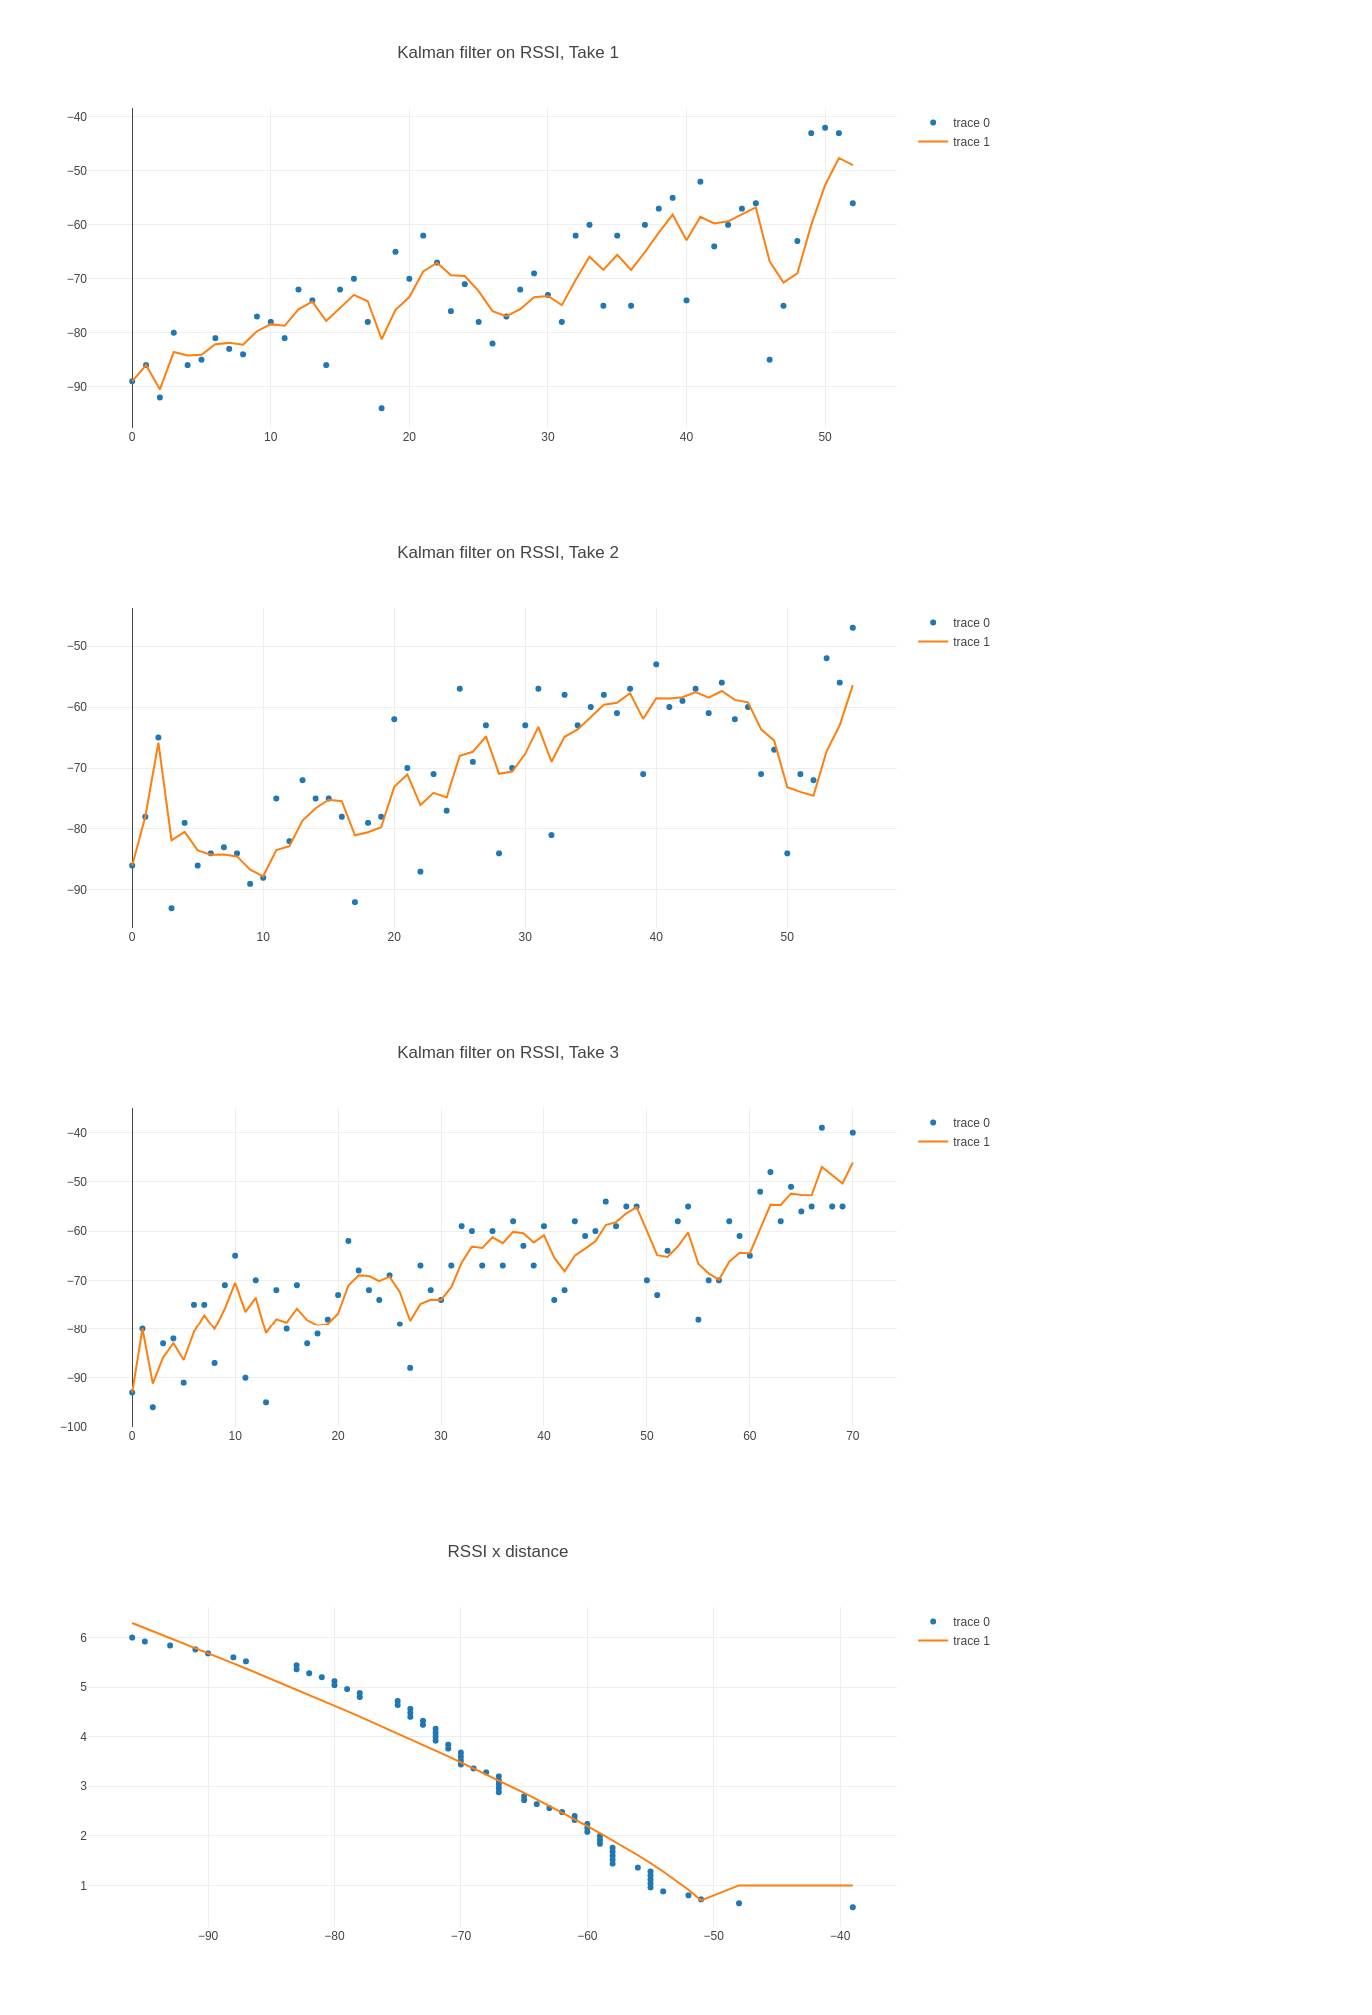 Kalman filter on RSSI, Take 1
−40
−50
−60
−70
−80
−90
0 10 20 30 40 50
trace 0
trace 1
Kalman filter on RSSI, Take 2
−50
−60
−70
−80
−90
0 10 20 30 40 50
trace 0
trace 1
Kalman filter on RSSI, Take 3
−40
−50
−60
−70
−80
−90
−100
0 10 20 30 40 50 60 70
trace 0
trace 1
RSSI x distance
6
5
4
3
2
1
−90 −80 −70 −60 −50 −40
trace 0
trace 1